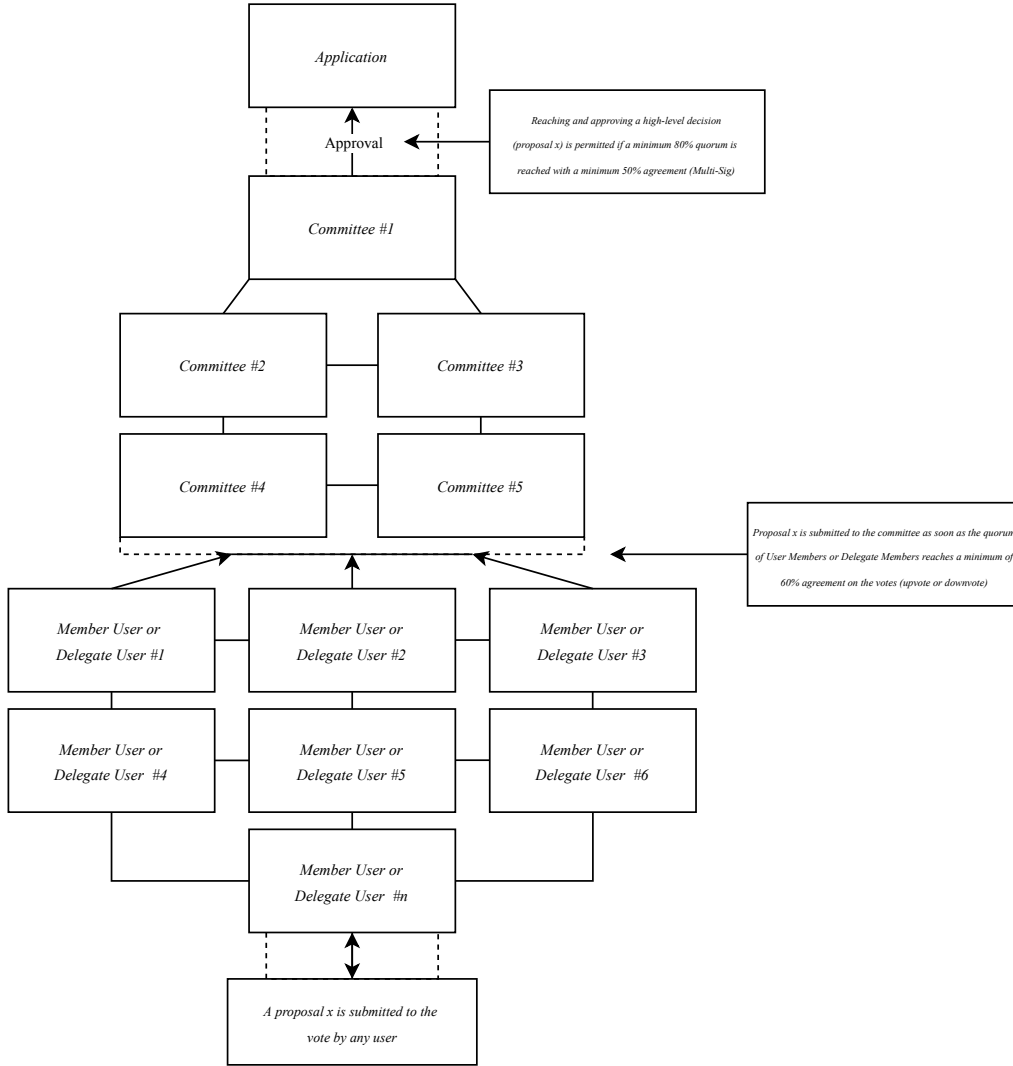 Application
Approval
Reaching and approving a high-level decision
(proposal x) is permitted if a minimum 80% quorum is
reached with a minimum 50% agreement (Multi-Sig)
Committee #1
Committee #2
Committee #3
Committee #4
Committee #5
Proposal x is submitted to the committee as soon as the quorum
of User Members or Delegate Members reaches a minimum of
60% agreement on the votes (upvote or downvote)
Member User or
Delegate User #1
Member User or
Delegate User #2
Member User or
Delegate User #3
Member User or
Delegate User #4
Member User or
Delegate User #5
Member User or
Delegate User #6
Member User or
Delegate User #n
A proposal x is submitted to the
vote by any user